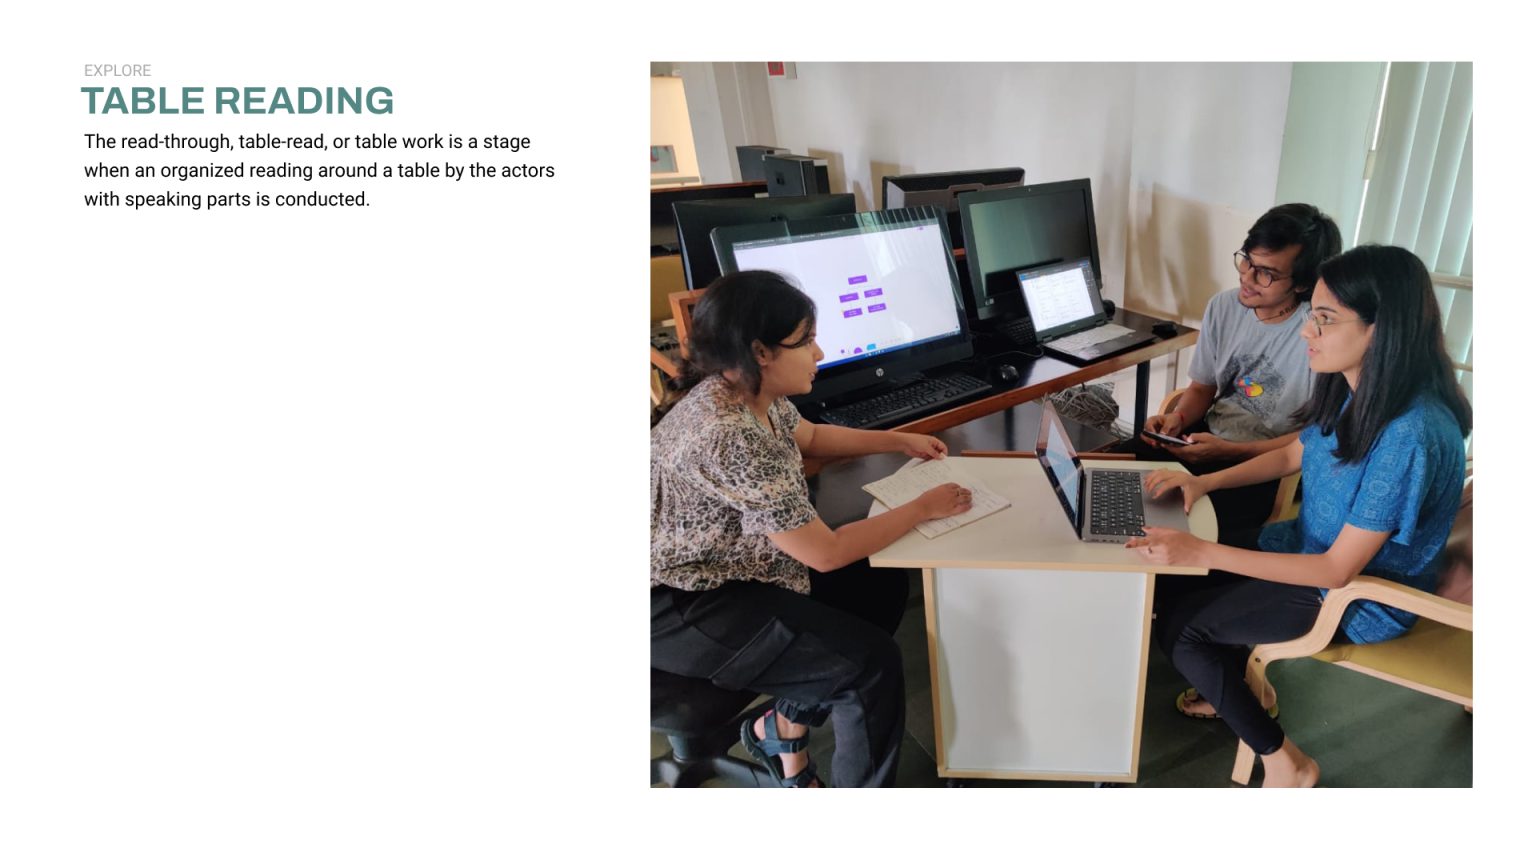 EXPLORE
TABLE READING
The read-through, table-read, or table work is a stage
when an organized reading around a table by the actors
with speaking parts is conducted.
hp